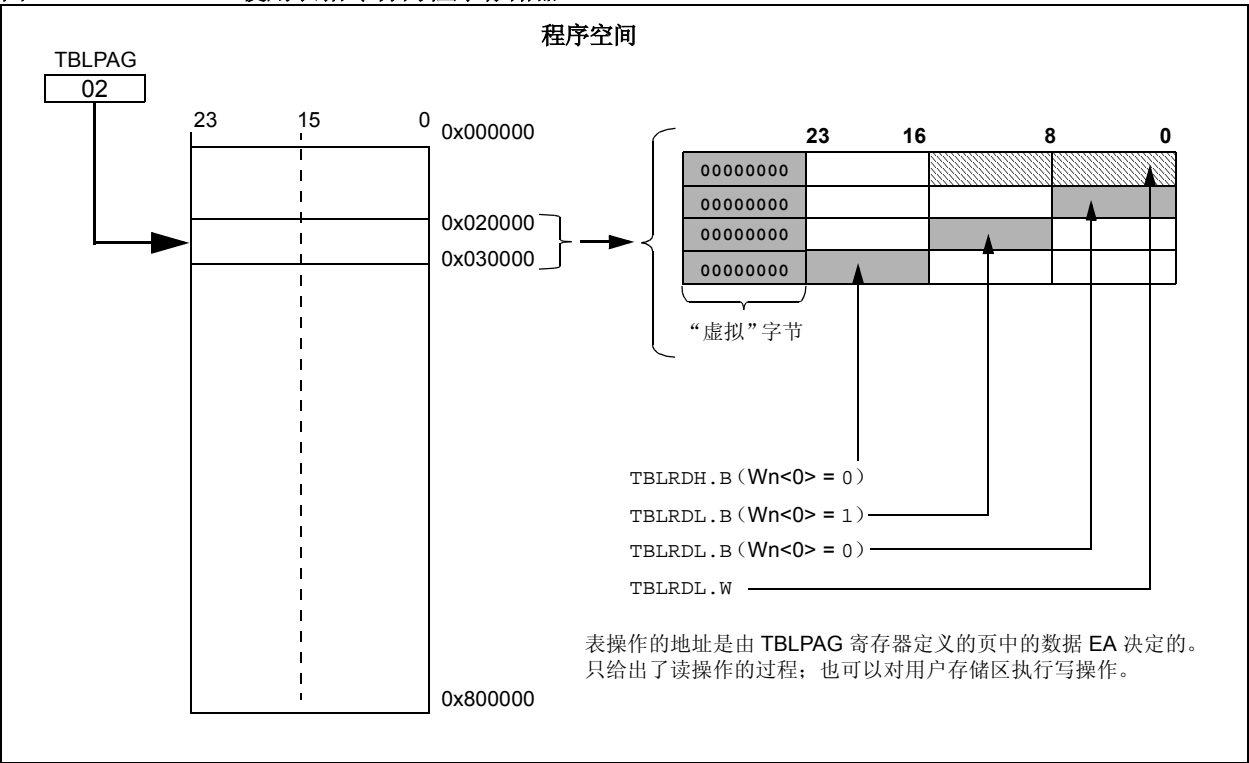 程序空间
TBLPAG
02
23 15 0
0x000000
0x020000
0x030000
0x800000
23 16 8 0
00000000
00000000
00000000
00000000
“虚拟”字节
TBLRDH.B（Wn<0> = 0）
TBLRDL.B（Wn<0> = 1）
TBLRDL.B（Wn<0> = 0）
TBLRDL.W
表操作的地址是由 TBLPAG 寄存器定义的页中的数据 EA 决定的。
只给出了读操作的过程；也可以对用户存储区执行写操作。